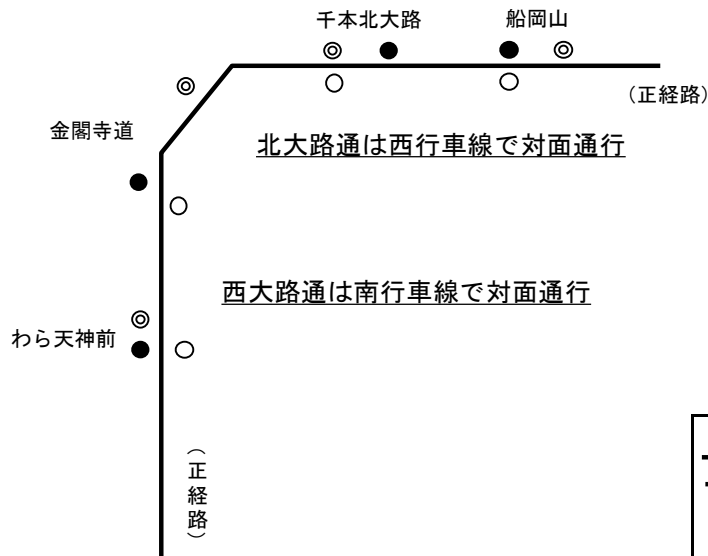 千本北大路
船岡山
(正経路)
金閣寺道
北大路通は西行車線で対面通行
西大路通は南行車線で対面通行
わら天神前
(正経路)